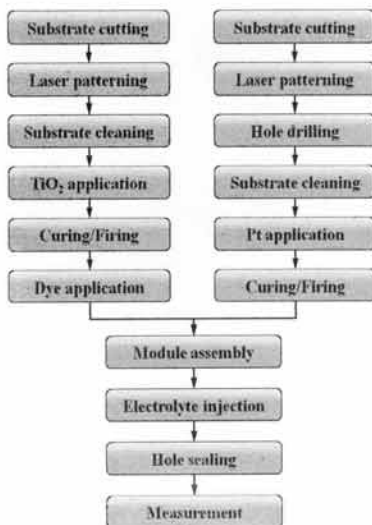 Substrate cutting
Laser patterning
Substrate cleaning
TiO₂ application
Curing/Firing
Dye application
Substrate cutting
Laser patterning
Hole drilling
Substrate cleaning
Pt application
Curing/Firing
Module assembly
Electrolyte injection
Hole sealing
Measurement